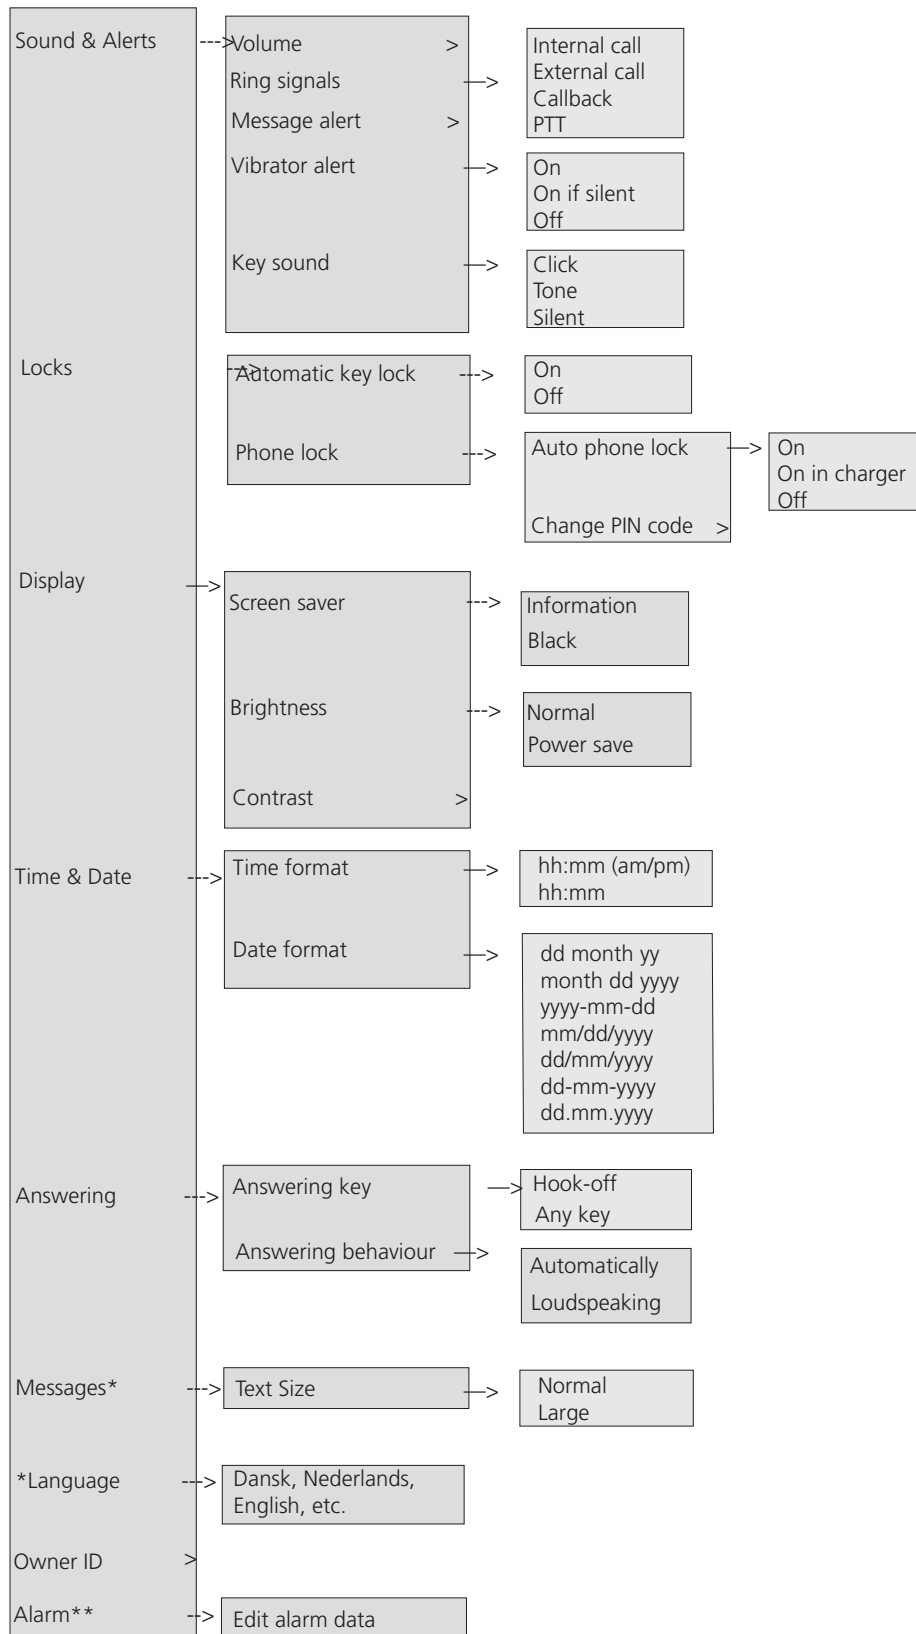 Sound & Alerts ---> Volume >
Internal call
External call
Callback
PTT
Ring signals —>
Message alert >
Vibrator alert —>
On
On if silent
Off
Key sound —>
Click
Tone
Silent
Locks ---> Automatic key lock --->
On
Off
Phone lock --->
Auto phone lock —>
On
On in charger
Off
Change PIN code >
Display —>
Screen saver --->
Information
Black
Brightness --->
Normal
Power save
Contrast >
Time & Date --->
Time format —>
hh:mm (am/pm)
hh:mm
Date format —>
dd month yy
month dd yyyy
yyyy-mm-dd
mm/dd/yyyy
dd/mm/yyyy
dd-mm-yyyy
dd.mm.yyyy
Answering --->
Answering key —>
Hook-off
Any key
Answering behaviour —>
Automatically
Loudspeaking
Messages* --->
Text Size —>
Normal
Large
*Language --->
Dansk, Nederlands,
English, etc.
Owner ID >
Alarm** -->
Edit alarm data